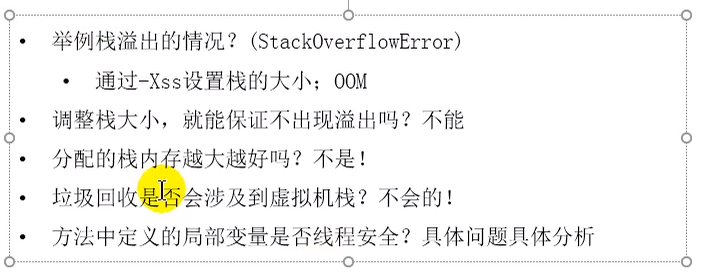 • 举例栈溢出的情况？(StackOverflowError)
• 通过-Xss设置栈的大小；OOM
• 调整栈大小，就能保证不出现溢出吗？不能
• 分配的栈内存越大越好吗？不是！
• 垃圾回收是否会涉及到虚拟机栈？不会的！
• 方法中定义的局部变量是否线程安全？具体问题具体分析